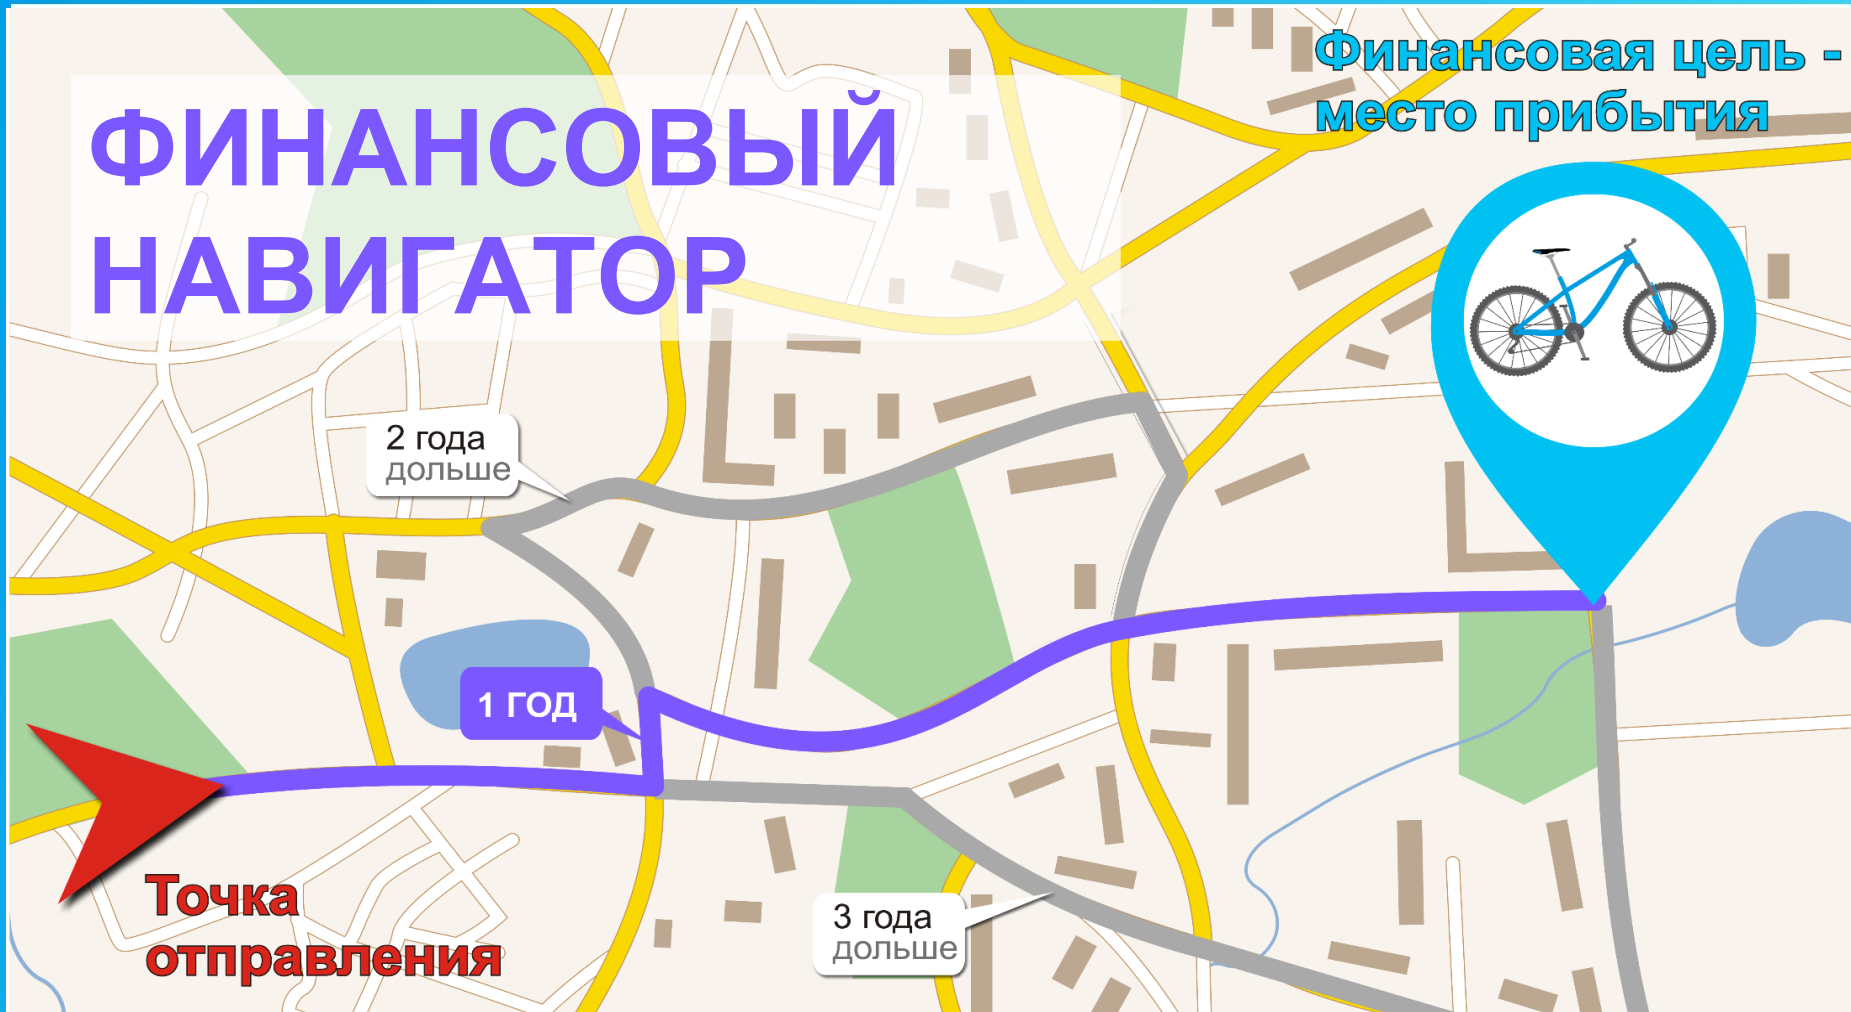 Финансовая цель -
место прибытия
ФИНАНСОВЫЙ
НАВИГАТОР
2 года
дольше
1 ГОД
Точка
отправления
3 года
дольше